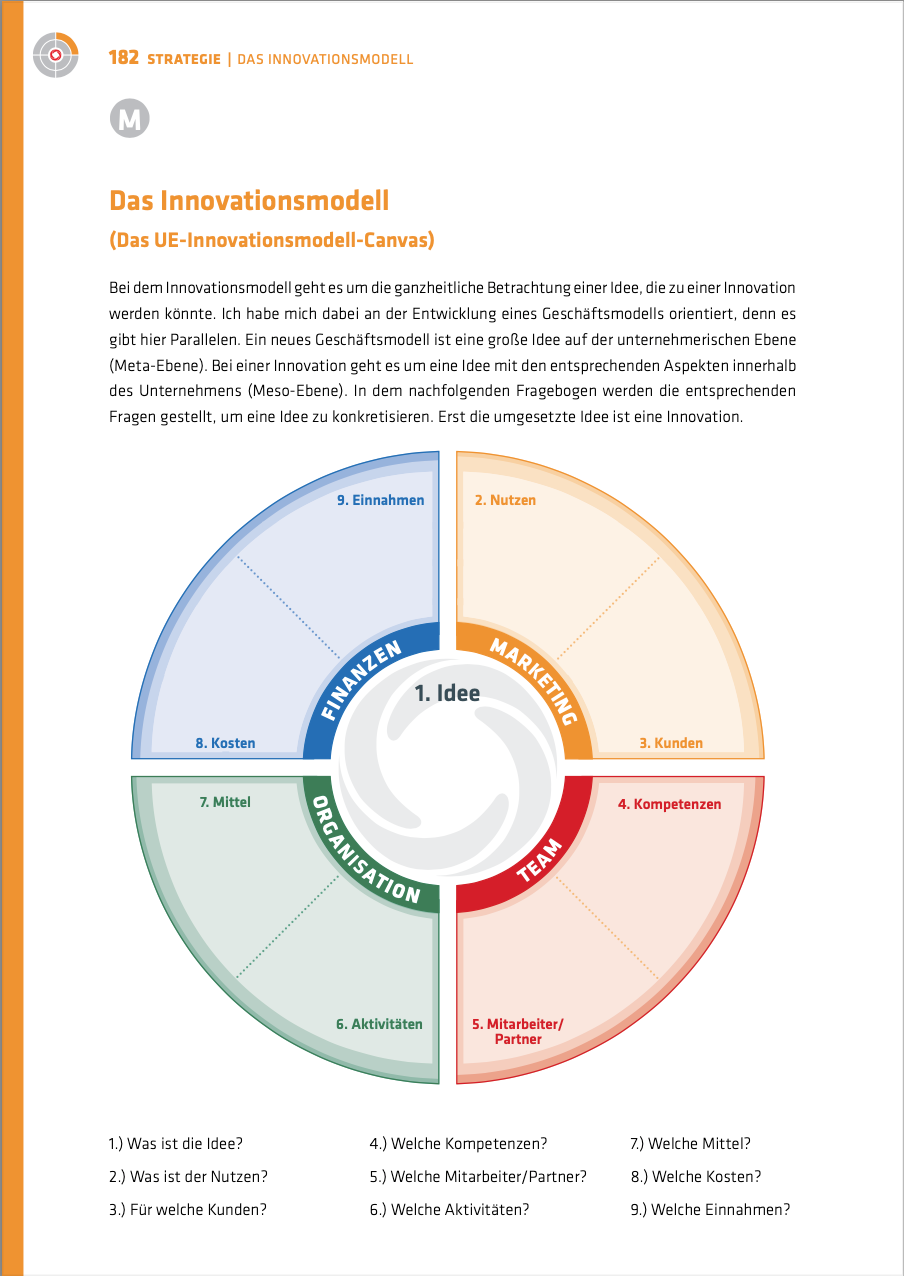 182 STRATEGIE | DAS INNOVATIONSMODELL
M
Das Innovationsmodell
(Das UE-Innovationsmodell-Canvas)
Bei dem Innovationsmodell geht es um die ganzheitliche Betrachtung einer Idee, die zu einer Innovation
werden könnte. Ich habe mich dabei an der Entwicklung eines Geschäftsmodells orientiert, denn es
gibt hier Parallelen. Ein neues Geschäftsmodell ist eine große Idee auf der unternehmerischen Ebene
(Meta-Ebene). Bei einer Innovation geht es um eine Idee mit den entsprechenden Aspekten innerhalb
des Unternehmens (Meso-Ebene). In dem nachfolgenden Fragebogen werden die entsprechenden
Fragen gestellt, um eine Idee zu konkretisieren. Erst die umgesetzte Idee ist eine Innovation.
9. Einnahmen
2. Nutzen
FINANZEN
MARKETING
1. Idee
8. Kosten
3. Kunden
7. Mittel
4. Kompetenzen
ORGANISATION
TEAM
6. Aktivitäten
5. Mitarbeiter/
Partner
1.) Was ist die Idee?
2.) Was ist der Nutzen?
3.) Für welche Kunden?
4.) Welche Kompetenzen?
5.) Welche Mitarbeiter/Partner?
6.) Welche Aktivitäten?
7.) Welche Mittel?
8.) Welche Kosten?
9.) Welche Einnahmen?